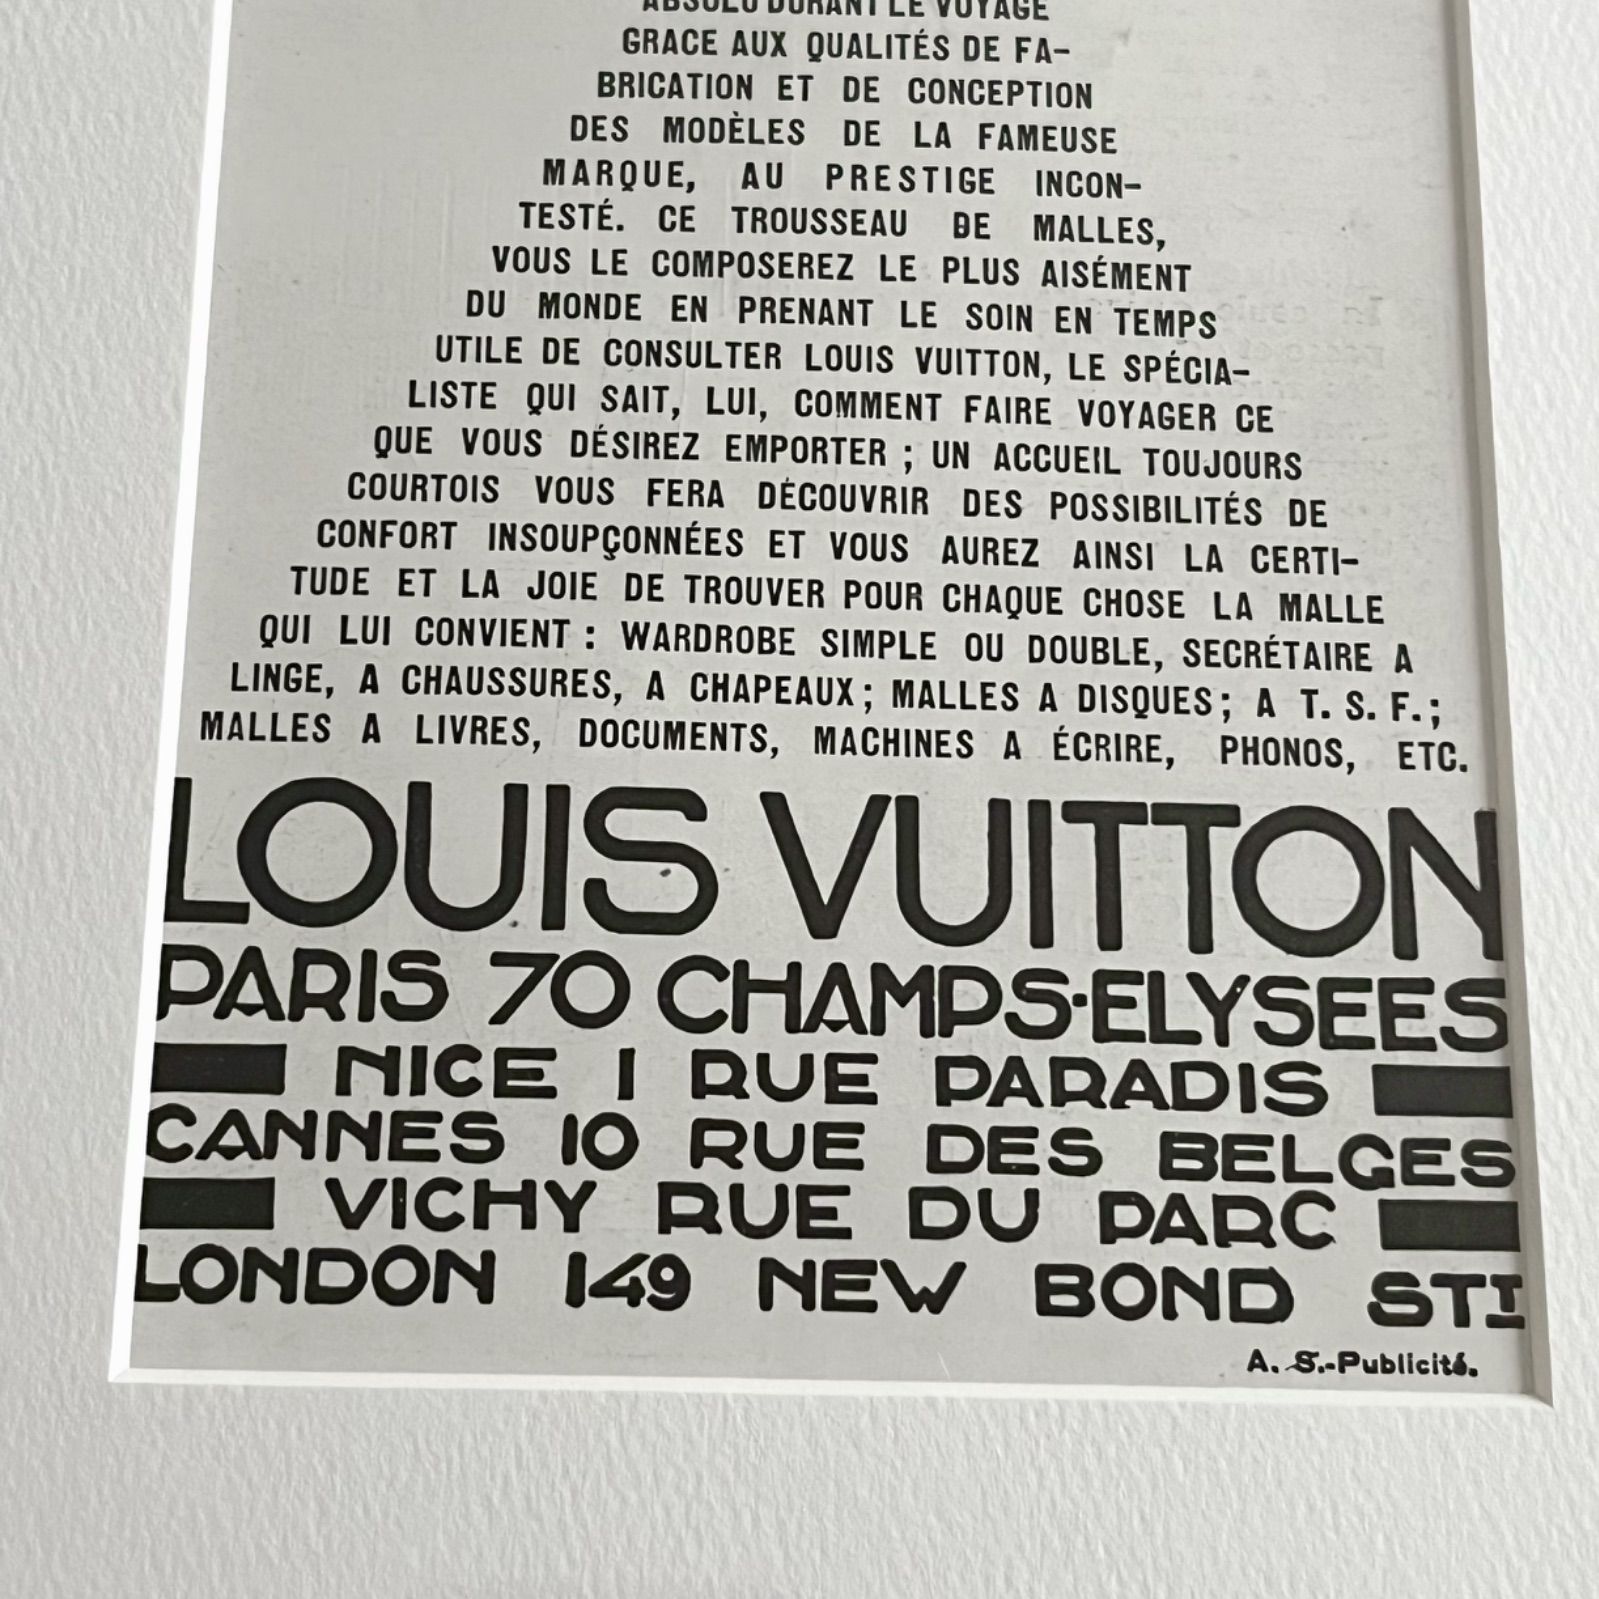 ABSOLU DURANT LE VOYAGE
GRACE AUX QUALITÉS DE FA-
BRICATION ET DE CONCEPTION
DES MODÈLES DE LA FAMEUSE
MARQUE, AU PRESTIGE INCON-
TESTÉ. CE TROUSSEAU DE MALLES,
VOUS LE COMPOSEREZ LE PLUS AISÉMENT
DU MONDE EN PRENANT LE SOIN EN TEMPS
UTILE DE CONSULTER LOUIS VUITTON, LE SPÉCIA-
LISTE QUI SAIT, LUI, COMMENT FAIRE VOYAGER CE
QUE VOUS DÉSIREZ EMPORTER ; UN ACCUEIL TOUJOURS
COURTOIS VOUS FERA DÉCOUVRIR DES POSSIBILITÉS DE
CONFORT INSOUPÇONNÉES ET VOUS AUREZ AINSI LA CERTI-
TUDE ET LA JOIE DE TROUVER POUR CHAQUE CHOSE LA MALLE
QUI LUI CONVIENT : WARDROBE SIMPLE OU DOUBLE, SECRÉTAIRE A
LINGE, A CHAUSSURES, A CHAPEAUX ; MALLES A DISQUES ; A T. S. F. ;
MALLES A LIVRES, DOCUMENTS, MACHINES A ÉCRIRE, PHONOS, ETC.
LOUIS VUITTON
PARIS 70 CHAMPS·ELYSEES
NICE 1 RUE PARADIS
CANNES 10 RUE DES BELGES
VICHY RUE DU PARC
LONDON 149 NEW BOND STT
A. S.-Publicité.